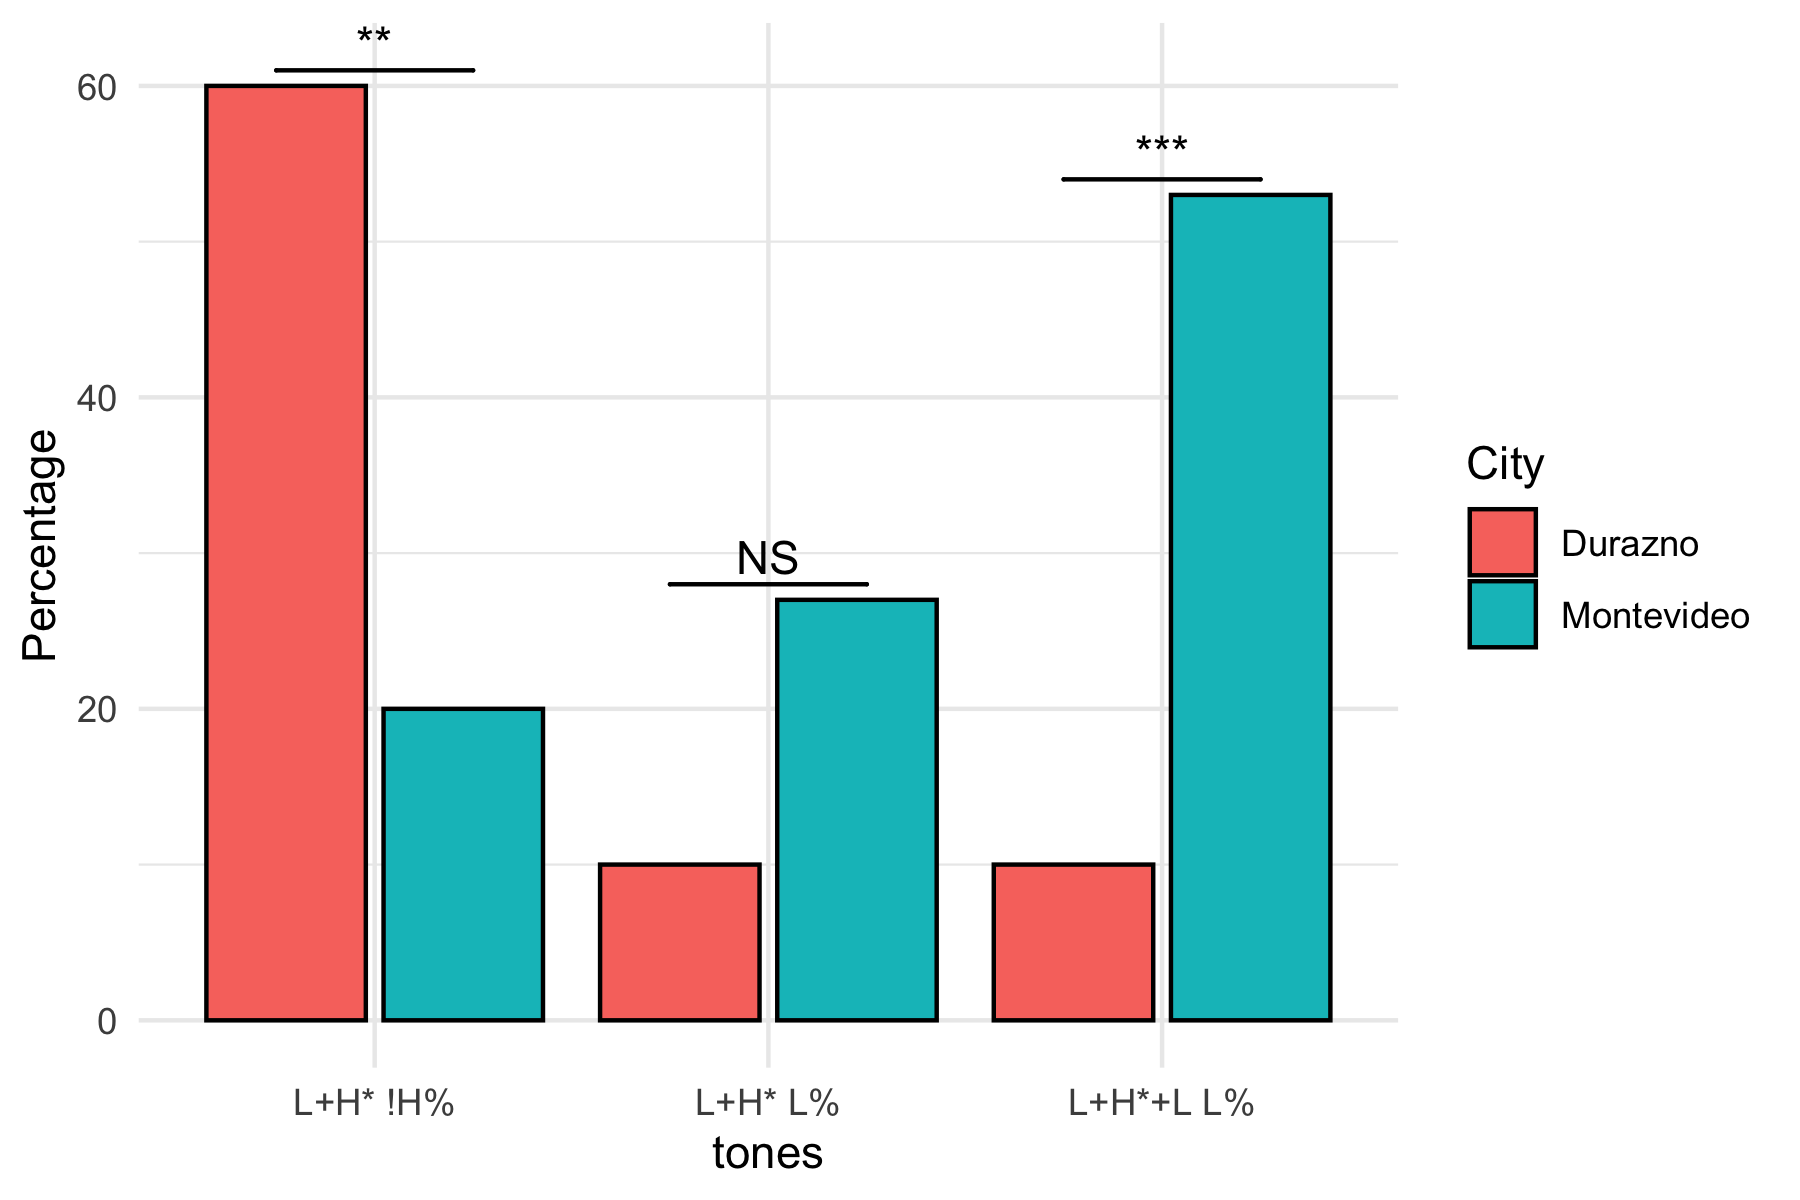 **
60
***
40
NS
20
0
Percentage
L+H* !H%
L+H* L%
L+H*+L L%
tones
City
Durazno
Montevideo